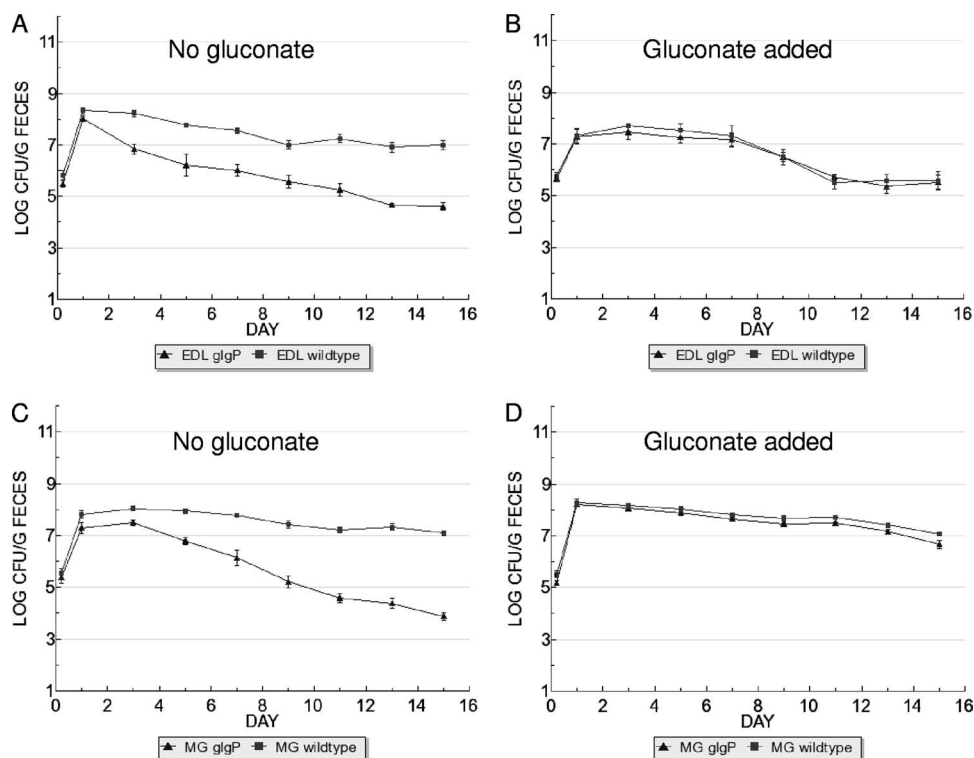 A
No gluconate
11
9
7
5
3
1
LOG CFU/G FECES
0 2 4 6 8 10 12 14 16
DAY
EDL glgP EDL wildtype
B
Gluconate added
11
9
7
5
3
1
LOG CFU/G FECES
0 2 4 6 8 10 12 14 16
DAY
EDL glgP EDL wildtype
C
No gluconate
11
9
7
5
3
1
LOG CFU/G FECES
0 2 4 6 8 10 12 14 16
DAY
MG glgP MG wildtype
D
Gluconate added
11
9
7
5
3
1
LOG CFU/G FECES
0 2 4 6 8 10 12 14 16
DAY
MG glgP MG wildtype